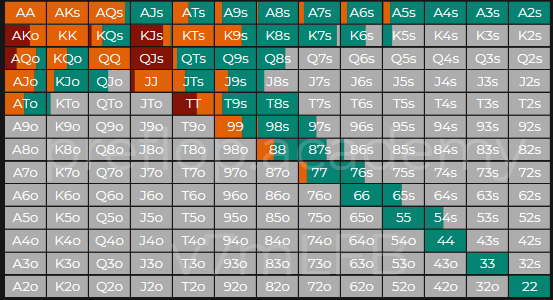 AA AKs AQs AJs ATs A9s A8s A7s A6s A5s A4s A3s A2s
AKo KK KQs KJs KTs K9s K8s K7s K6s K5s K4s K3s K2s
AQo KQo QQ QJs QTs Q9s Q8s Q7s Q6s Q5s Q4s Q3s Q2s
AJo KJo QJo JJ JTs J9s J8s J7s J6s J5s J4s J3s J2s
ATo KTo QTo JTo TT T9s T8s T7s T6s T5s T4s T3s T2s
A9o K9o Q9o J9o T9o 99 98s 97s 96s 95s 94s 93s 92s
A8o K8o Q8o J8o T8o 98o 88 87s 86s 85s 84s 83s 82s
preflop.academy
A7o K7o Q7o J7o T7o 97o 87o 77 76s 75s 74s 73s 72s
A6o K6o Q6o J6o T6o 96o 86o 76o 66 65s 64s 63s 62s
A5o K5o Q5o J5o T5o 95o 85o 75o 65o 55 54s 53s 52s
A4o K4o Q4o J4o T4o 94o 84o 74o 64o 54o 44 43s 42s
A3o K3o Q3o J3o T3o 93o 83o 73o 63o 53o 43o 33 32s
A2o K2o Q2o J2o T2o 92o 82o 72o 62o 52o 42o 32o 22